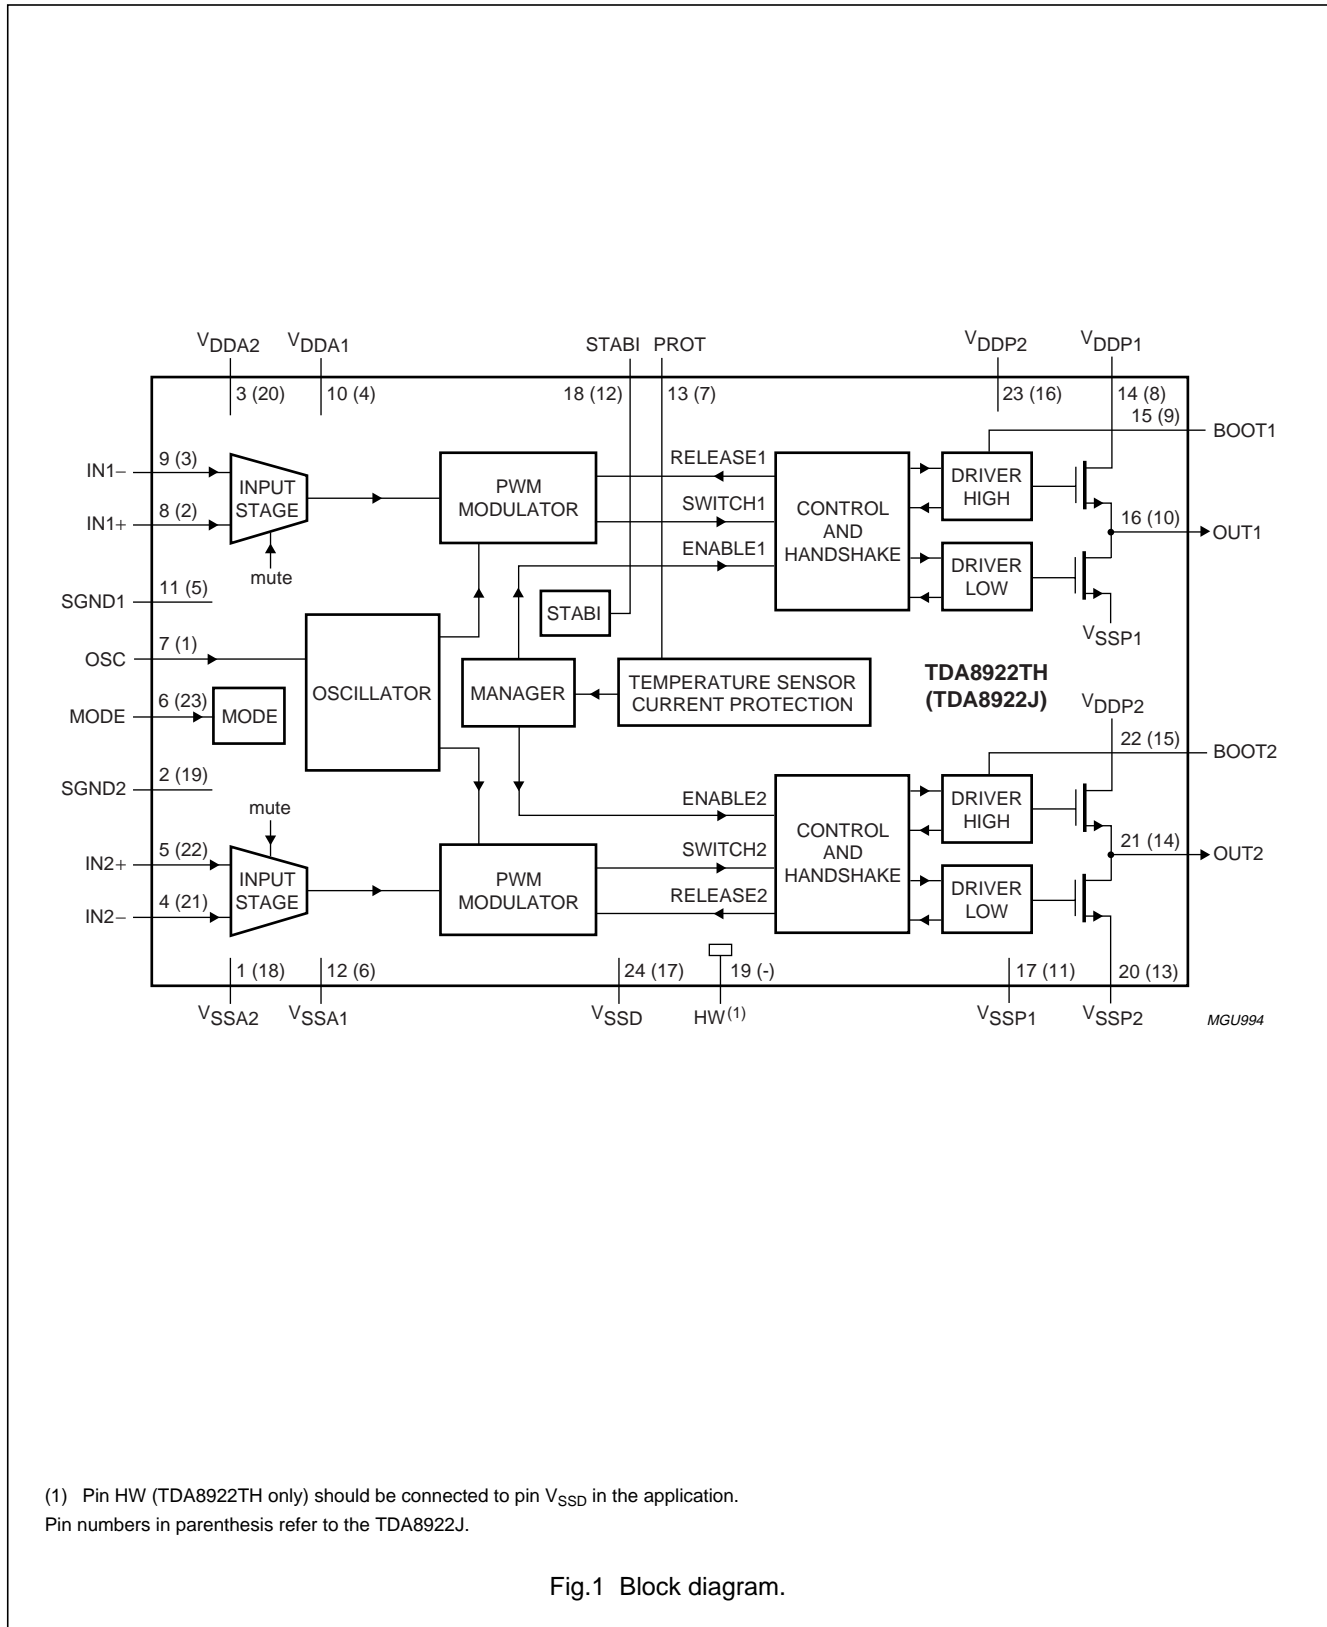 VDDA2 VDDA1 STABI PROT VDDP2 VDDP1
3 (20) 10 (4) 18 (12) 13 (7) 23 (16) 14 (8)
15 (9) BOOT1
IN1− 9 (3)
INPUT STAGE
PWM MODULATOR
RELEASE1
CONTROL AND HANDSHAKE
DRIVER HIGH
IN1+ 8 (2)
SWITCH1
16 (10) OUT1
mute
ENABLE1
DRIVER LOW
SGND1 11 (5)
STABI
VSSP1
OSC 7 (1)
OSCILLATOR
MANAGER
TEMPERATURE SENSOR
CURRENT PROTECTION
TDA8922TH
(TDA8922J)
MODE 6 (23) MODE
VDDP2
22 (15) BOOT2
SGND2 2 (19)
mute
ENABLE2
CONTROL AND HANDSHAKE
DRIVER HIGH
IN2+ 5 (22)
INPUT STAGE
PWM MODULATOR
SWITCH2
21 (14) OUT2
IN2− 4 (21)
RELEASE2
DRIVER LOW
1 (18) 12 (6) 24 (17) 19 (-) 17 (11) 20 (13)
VSSA2 VSSA1 VSSD HW(1) VSSP1 VSSP2 MGU994
(1) Pin HW (TDA8922TH only) should be connected to pin VSSD in the application.
Pin numbers in parenthesis refer to the TDA8922J.
Fig.1 Block diagram.